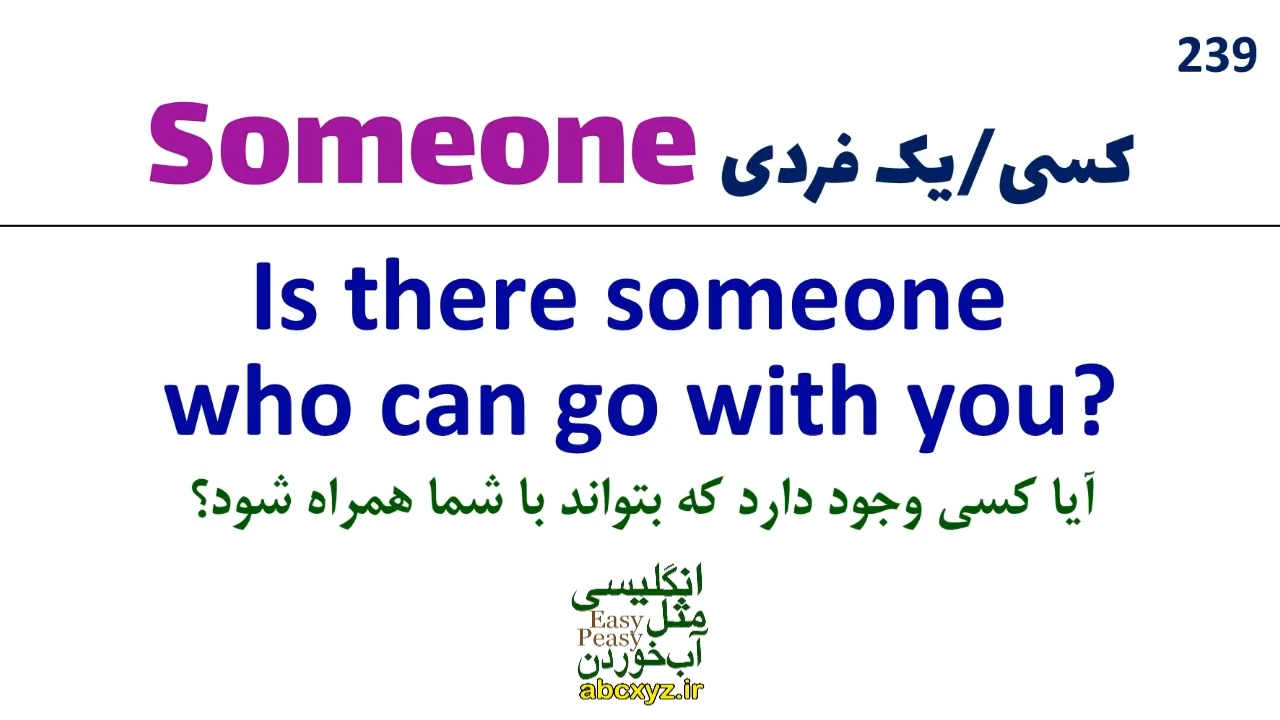 239
Someone کسی/یک فردی
Is there someone
who can go with you?
آیا کسی وجود دارد که بتواند با شما همراه شود؟
انگلیسی
مثل Easy
Peasy
آب‌خوردن
abcxyz.ir